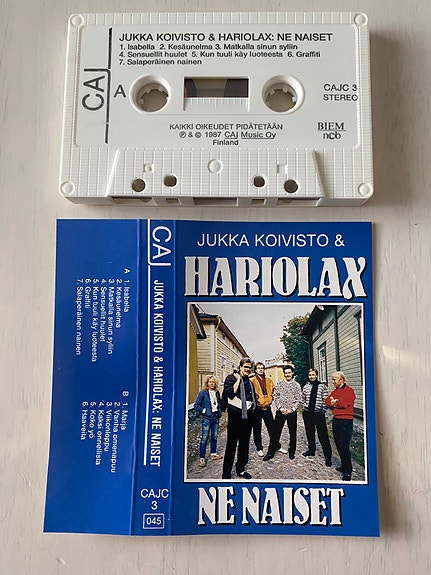 JUKKA KOIVISTO & HARIOLAX: NE NAISET
1. Isabella 2. Kesäunelma 3. Matkalla sinun syliin
4. Sensuellit huulet 5. Kun tuuli käy luoteesta 6. Graffiti
7. Salaperäinen nainen
CAJ
A
CAJC 3
STEREO
KAIKKI OIKEUDET PIDÄTETÄÄN
℗ & © 1987 CAJ Music Oy
Finland
BIEM
ncb
A 1. Isabella
2. Kesäunelma
3. Matkalla sinun syliin
4. Sensuellit huulet
5. Kun tuuli käy luoteesta
6. Graffiti
7. Salaperäinen nainen
B 1. Marja
2. Vanha omenapuu
3. Viikonloppu
4. Kaksi onnellista
5. Koko yö
6. Haaveita
CAJ
JUKKA KOIVISTO & HARIOLAX: NE NAISET
CAJC
3
045
JUKKA KOIVISTO &
HARIOLAX
NE NAISET